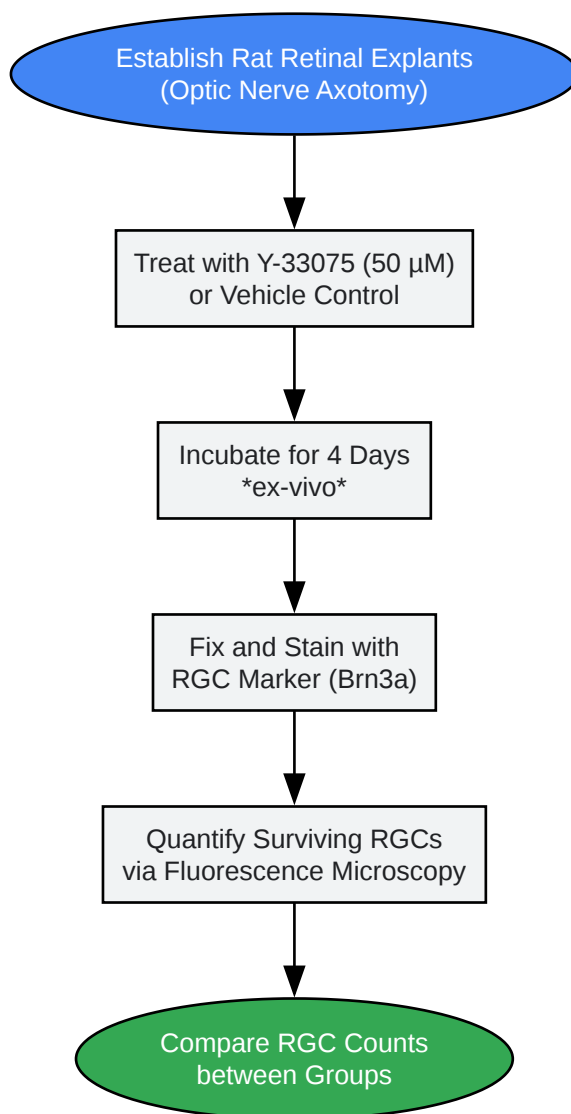 Establish Rat Retinal Explants
(Optic Nerve Axotomy)
Treat with Y-33075 (50 µM)
or Vehicle Control
Incubate for 4 Days
*ex-vivo*
Fix and Stain with
RGC Marker (Brn3a)
Quantify Surviving RGCs
via Fluorescence Microscopy
Compare RGC Counts
between Groups